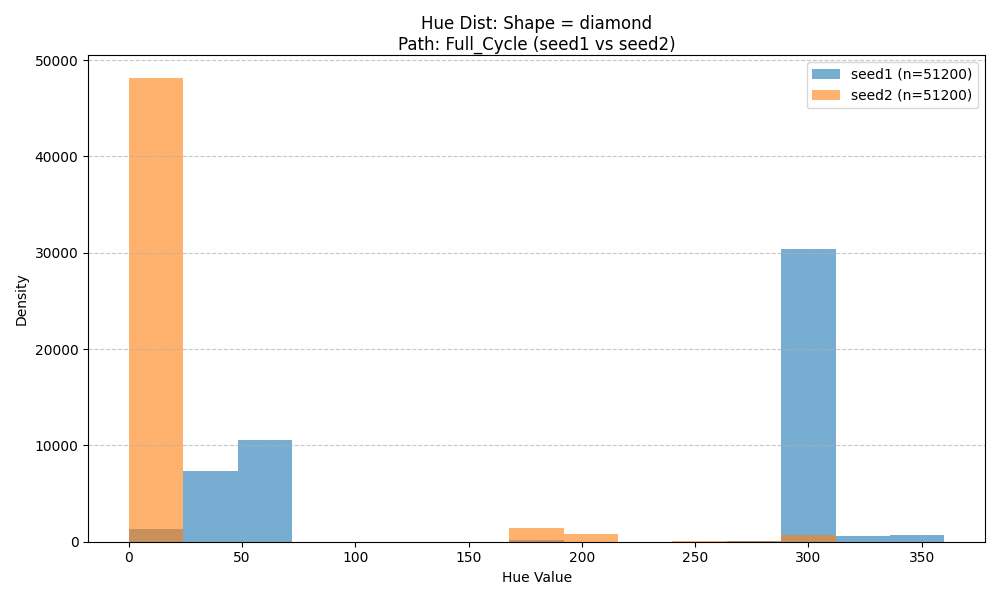 Hue Dist: Shape = diamond
Path: Full_Cycle (seed1 vs seed2)
seed1 (n=51200)
seed2 (n=51200)
Density
50000
40000
30000
20000
10000
0
0 50 100 150 200 250 300 350
Hue Value